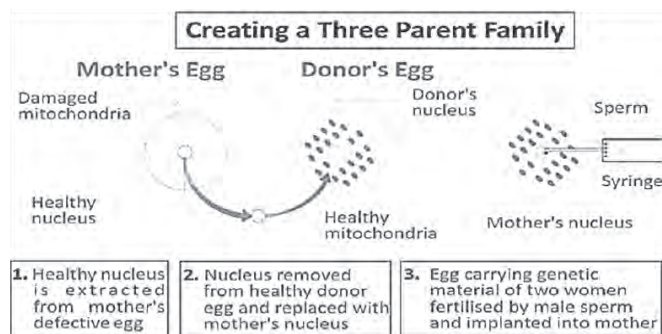 Creating a Three Parent Family
Mother's Egg
Donor's Egg
Damaged
mitochondria
Donor's
nucleus
Sperm
Healthy
nucleus
Healthy
mitochondria
Syringe
Mother's nucleus
1. Healthy nucleus
is extracted
from mother's
defective egg
2. Nucleus removed
from healthy donor
egg and replaced with
mother's nucleus
3. Egg carrying genetic
material of two women
fertilised by male sperm
and implanted into mother